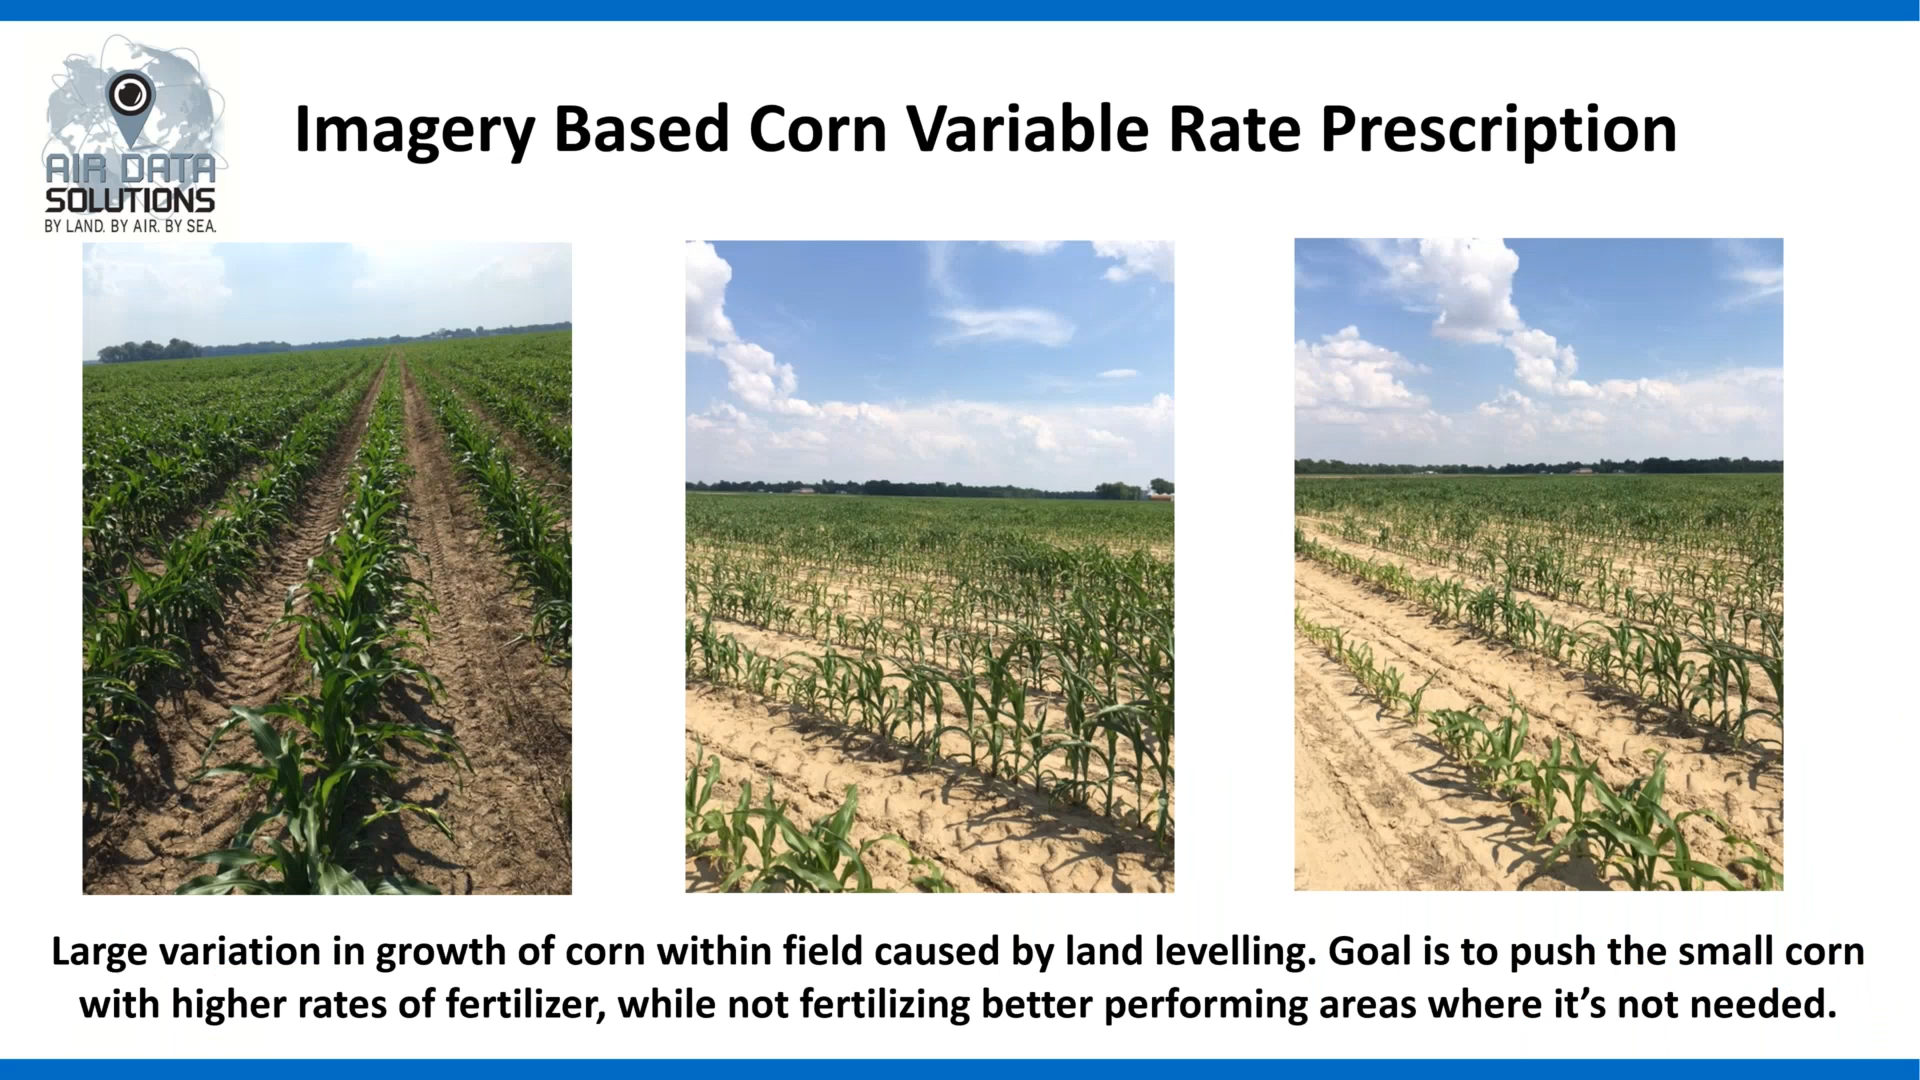 AIR DATA
SOLUTIONS
BY LAND. BY AIR. BY SEA.
Imagery Based Corn Variable Rate Prescription
Large variation in growth of corn within field caused by land levelling. Goal is to push the small corn
with higher rates of fertilizer, while not fertilizing better performing areas where it’s not needed.